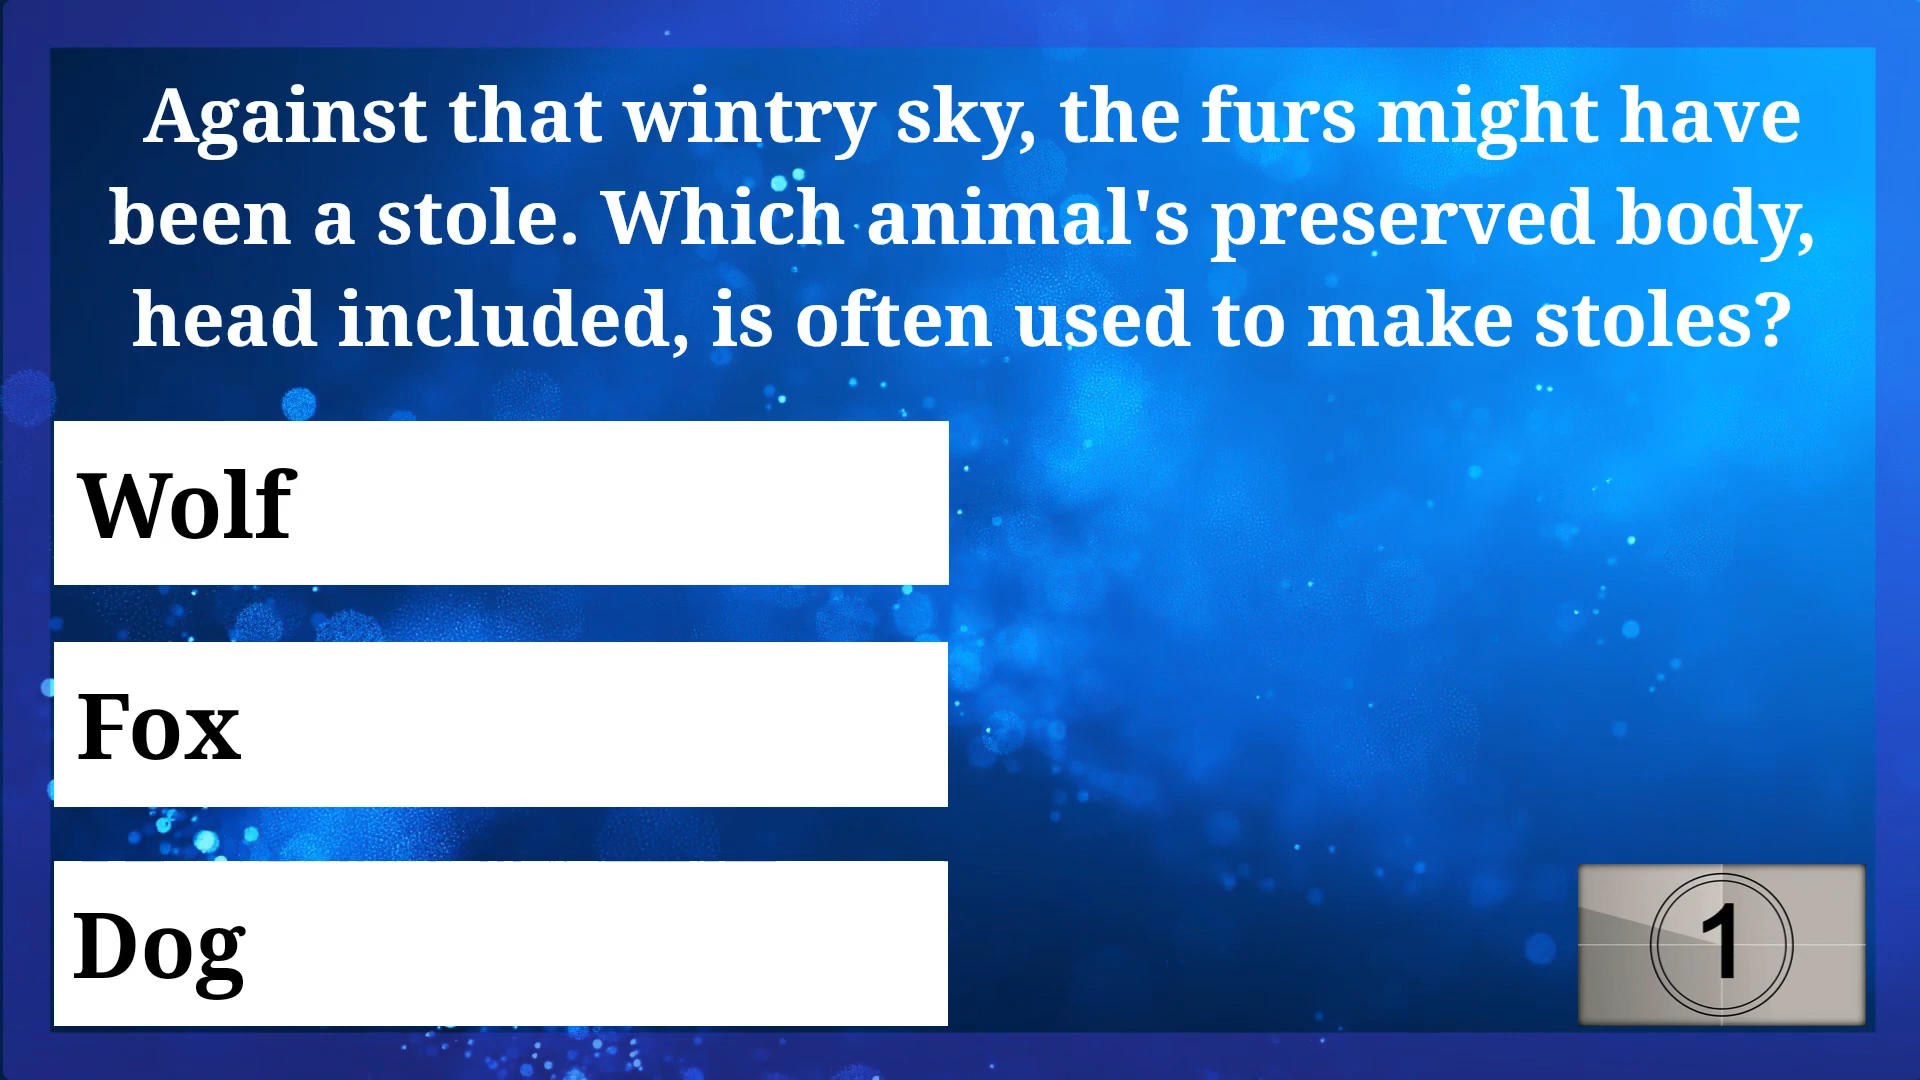 Against that wintry sky, the furs might have
been a stole. Which animal's preserved body,
head included, is often used to make stoles?
Wolf
Fox
Dog
1